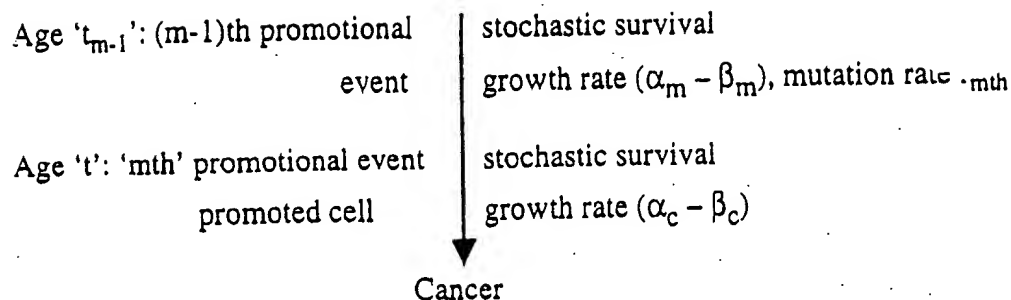 Age ‘t_{m-1}’: (m-1)th promotional event
stochastic survival
growth rate (α_m – β_m), mutation rate
Age ‘t’: ‘mth’ promotional event
promoted cell
stochastic survival
growth rate (α_c – β_c)
Cancer